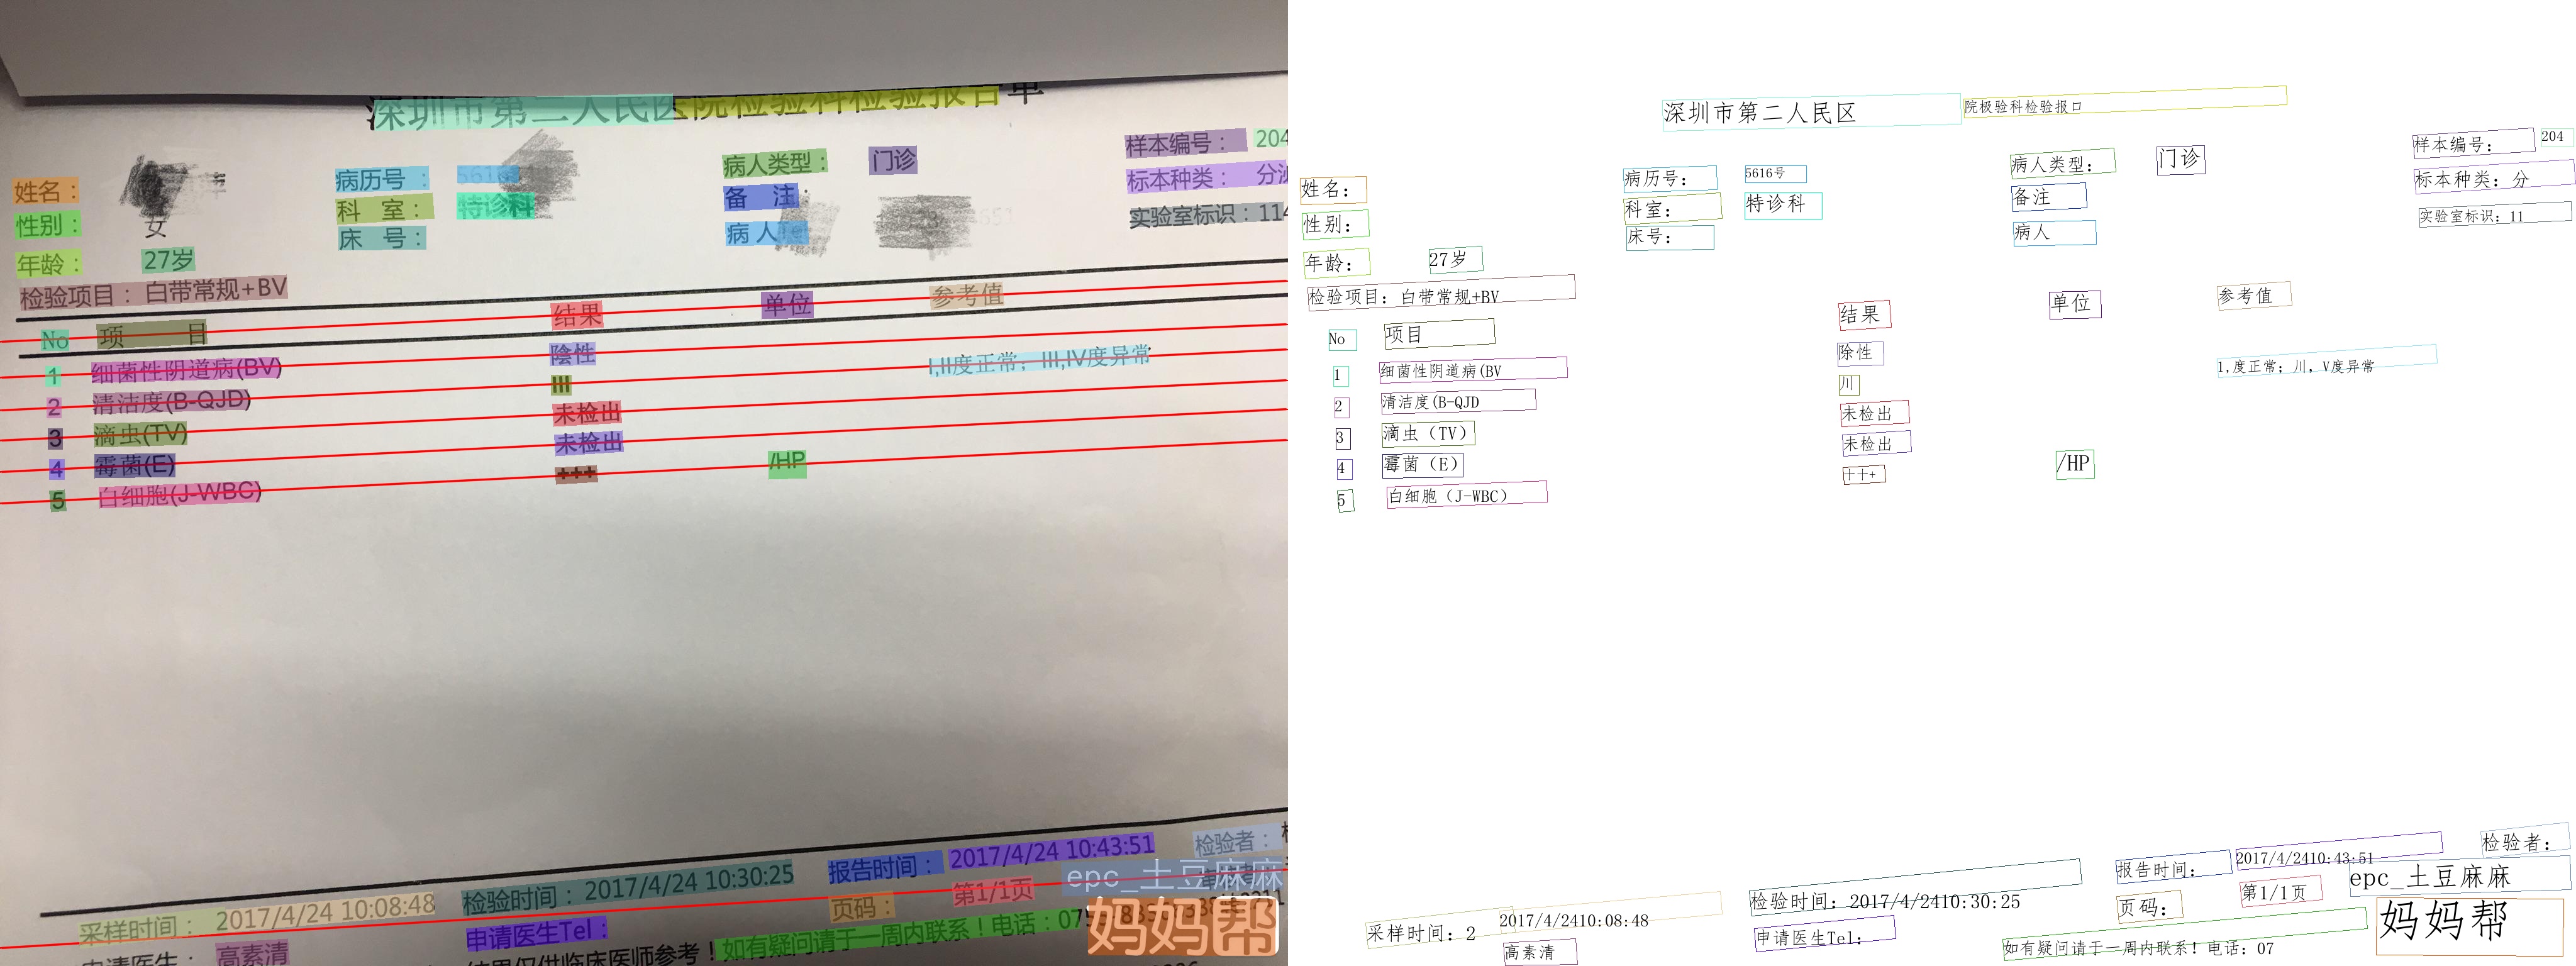 深圳市第二人民医院检验科检验报告单
样本编号： 204
姓名： 病历号： 病人类型： 门诊 标本种类： 分
性别： 女 科 室： 特诊科 备 注 实验室标识：114
年龄： 27岁 床 号： 病人
检验项目：白带常规+BV
No 项 目 结果 单位 参考值
1 细菌性阴道病(BV) 陰性
2 清洁度(B-QJD) III I,II度正常；III,IV度异常
3 滴虫(TV) 未检出
4 霉菌(E) 未检出
5 白细胞(J-WBC) +++ /HP
采样时间： 2017/4/24 10:08:48 检验时间：2017/4/24 10:30:25 报告时间： 2017/4/24 10:43:51 检验者：
申请医生： 高素清 申请医生Tel： 页码： 第1/1页
结果仅供临床医师参考！如有疑问请于一周内联系！电话：07
epc_土豆麻麻
妈妈帮
深圳市第二人民区 院极验科检验报口
样本编号： 204
姓名： 病历号： 5616号 病人类型： 门诊 标本种类：分
性别： 科室： 特诊科 备注 实验室标识：11
年龄： 27岁 床号： 病人
检验项目：白带常规+BV
No 项目 结果 单位 参考值
1 细菌性阴道病(BV 除性
2 清洁度(B-QJD 川 1,度正常；川，V度异常
3 滴虫（TV） 未检出
4 霉菌（E） 未检出
5 白细胞（J-WBC） 十十+ /HP
采样时间：2 2017/4/2410:08:48 检验时间：2017/4/2410:30:25 报告时间： 2017/4/2410:43:51 检验者：
高素清 申请医生Tel： 页码： 第1/1页 epc_土豆麻麻
如有疑问请于一周内联系！电话：07 妈妈帮